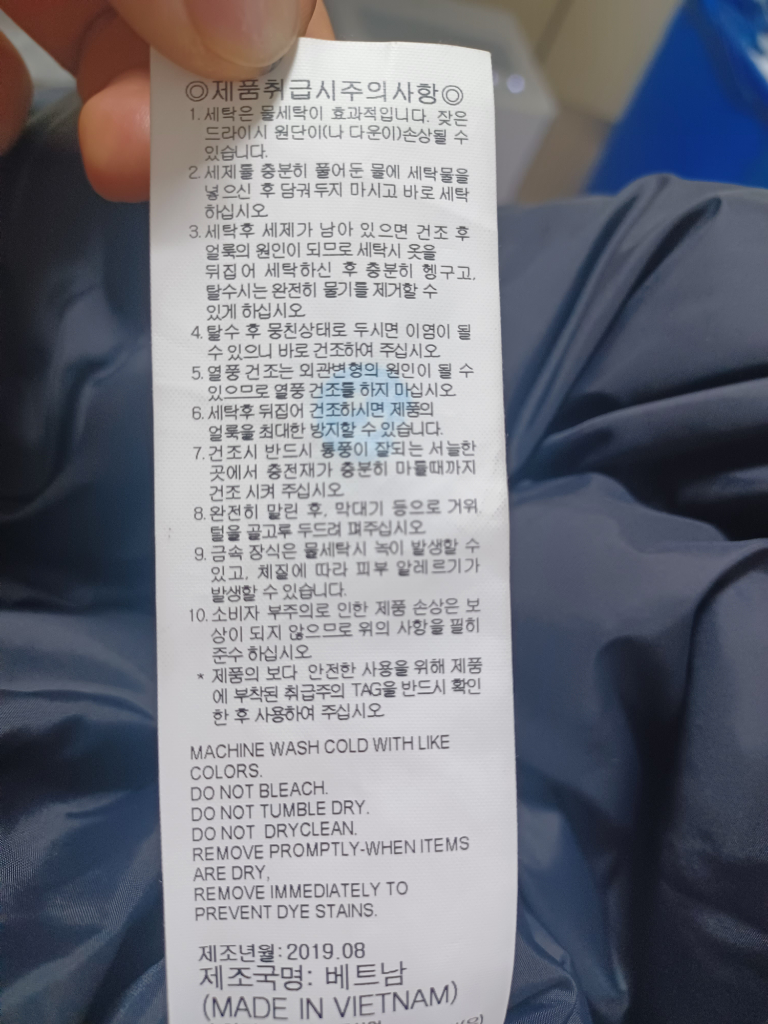 ◎제품취급시주의사항◎
1. 세탁은 물세탁이 효과적입니다. 잦은
드라이시 원단이(나 다운이)손상될 수
있습니다.
2. 세제를 충분히 풀어둔 물에 세탁물을
넣으신 후 담궈두지 마시고 바로 세탁
하십시오.
3. 세탁후 세제가 남아 있으면 건조 후
얼룩의 원인이 되므로 세탁시 옷을
뒤집어 세탁하신 후 충분히 헹구고,
탈수시는 완전히 물기를 제거할 수
있게 하십시오.
4. 탈수 후 뭉친상태로 두시면 이염이 될
수 있으니 바로 건조하여 주십시오.
5. 열풍 건조는 외관변형의 원인이 될 수
있으므로 열풍 건조를 하지 마십시오.
6. 세탁후 뒤집어 건조하시면 제품의
얼룩을 최대한 방지할 수 있습니다.
7. 건조시 반드시 통풍이 잘되는 서늘한
곳에서 충전재가 충분히 마를때까지
건조 시켜 주십시오.
8. 완전히 말린 후, 막대기 등으로 거위
털을 골고루 두드려 펴주십시오.
9. 금속 장식은 물세탁시 녹이 발생할 수
있고, 체질에 따라 피부 알레르기가
발생할 수 있습니다.
10. 소비자 부주의로 인한 제품 손상은 보
상이 되지 않으므로 위의 사항을 필히
준수 하십시오.
* 제품의 보다 안전한 사용을 위해 제품
에 부착된 취급주의 TAG을 반드시 확인
한 후 사용하여 주십시오.
MACHINE WASH COLD WITH LIKE
COLORS.
DO NOT BLEACH.
DO NOT TUMBLE DRY.
DO NOT DRYCLEAN.
REMOVE PROMPTLY-WHEN ITEMS
ARE DRY,
REMOVE IMMEDIATELY TO
PREVENT DYE STAINS.
제조년월:2019.08
제조국명: 베트남
(MADE IN VIETNAM)